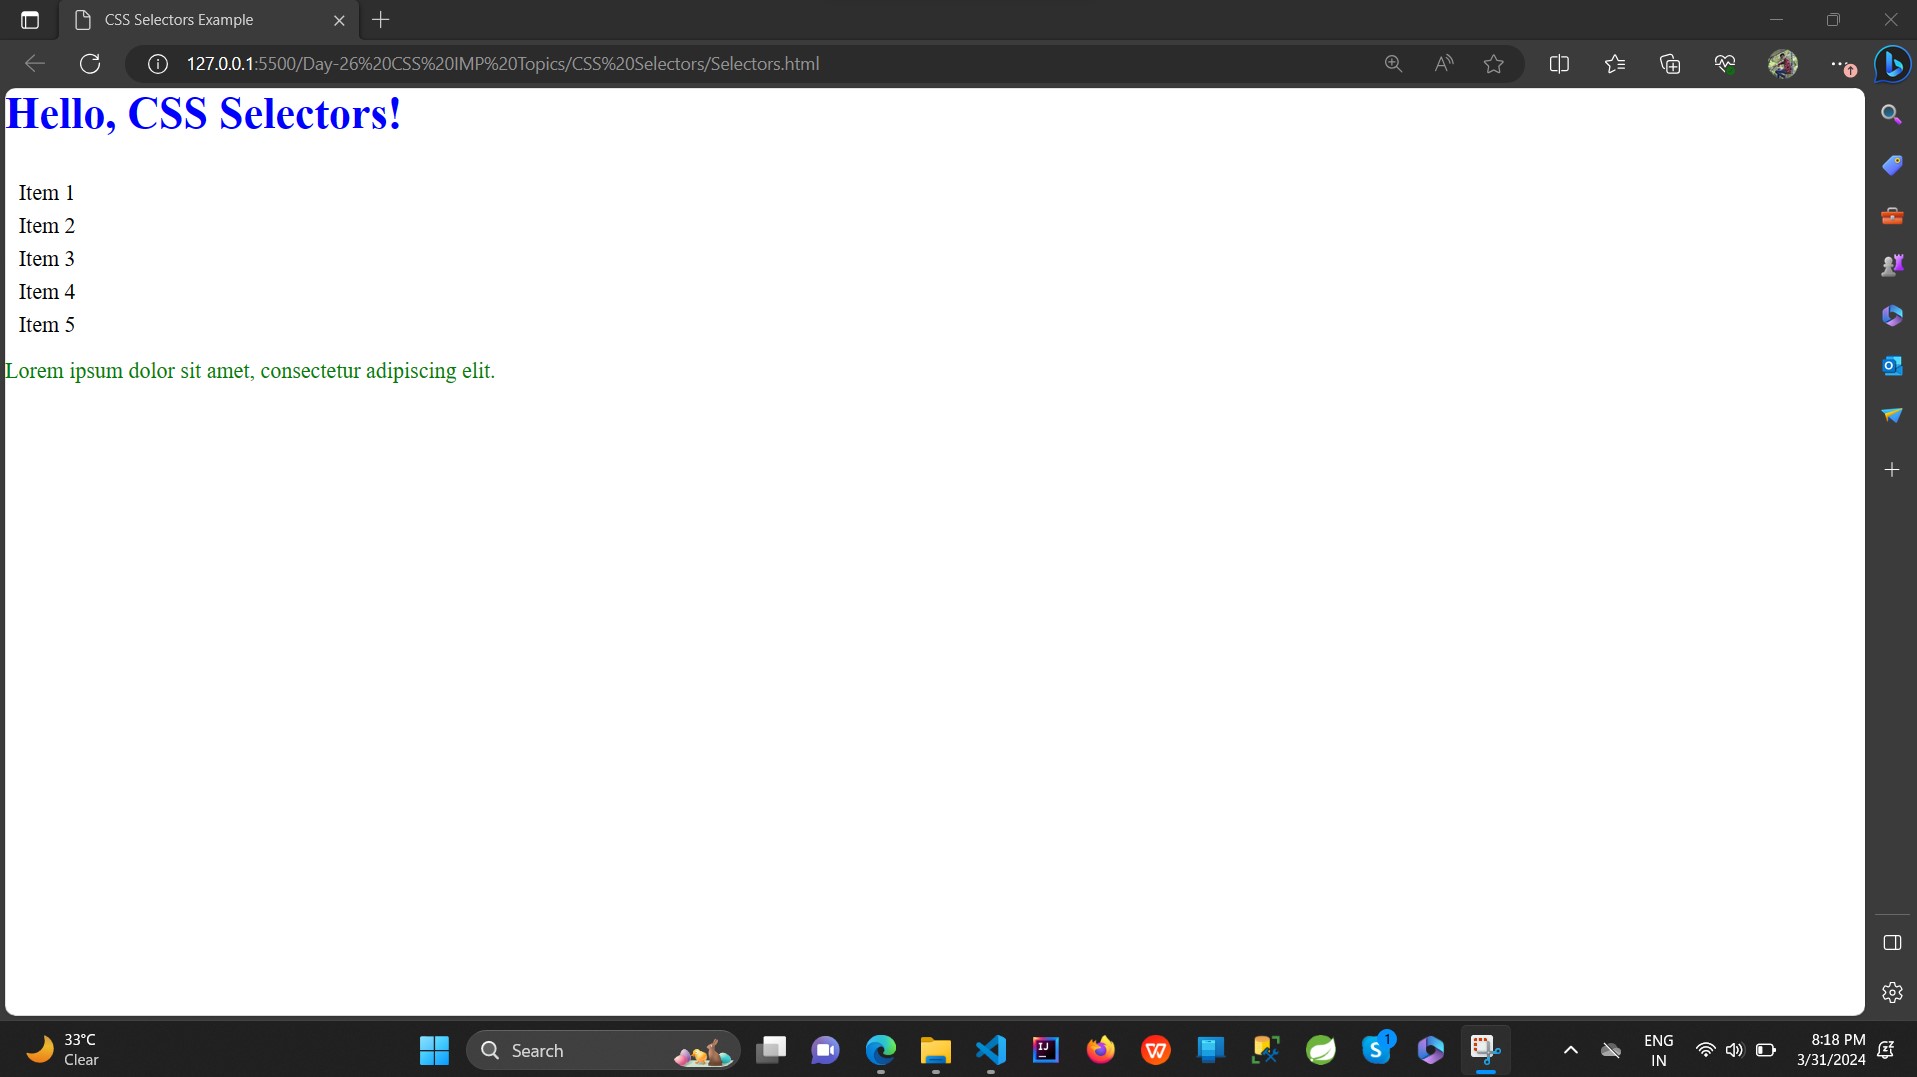 CSS Selectors Example
127.0.0.1:5500/Day-26%20CSS%20IMP%20Topics/CSS%20Selectors/Selectors.html
Hello, CSS Selectors!
Item 1
Item 2
Item 3
Item 4
Item 5
Lorem ipsum dolor sit amet, consectetur adipiscing elit.
33°C
Clear
Search
1
ENG
IN
8:18 PM
3/31/2024